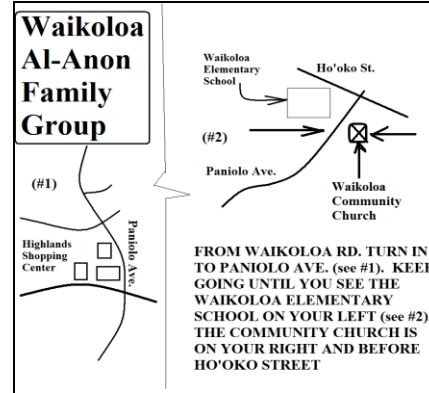 Waikoloa
Al-Anon
Family
Group
Waikoloa
Elementary
School
Ho'oko St.
(#2)
Paniolo Ave.
Waikoloa
Community
Church
(#1)
Highlands
Shopping
Center
Paniolo Ave.
FROM WAIKOLOA RD. TURN IN
TO PANIOLO AVE. (see #1). KEEP
GOING UNTIL YOU SEE THE
WAIKOLOA ELEMENTARY
SCHOOL ON YOUR LEFT (see #2)
THE COMMUNITY CHURCH IS
ON YOUR RIGHT AND BEFORE
HO'OKO STREET